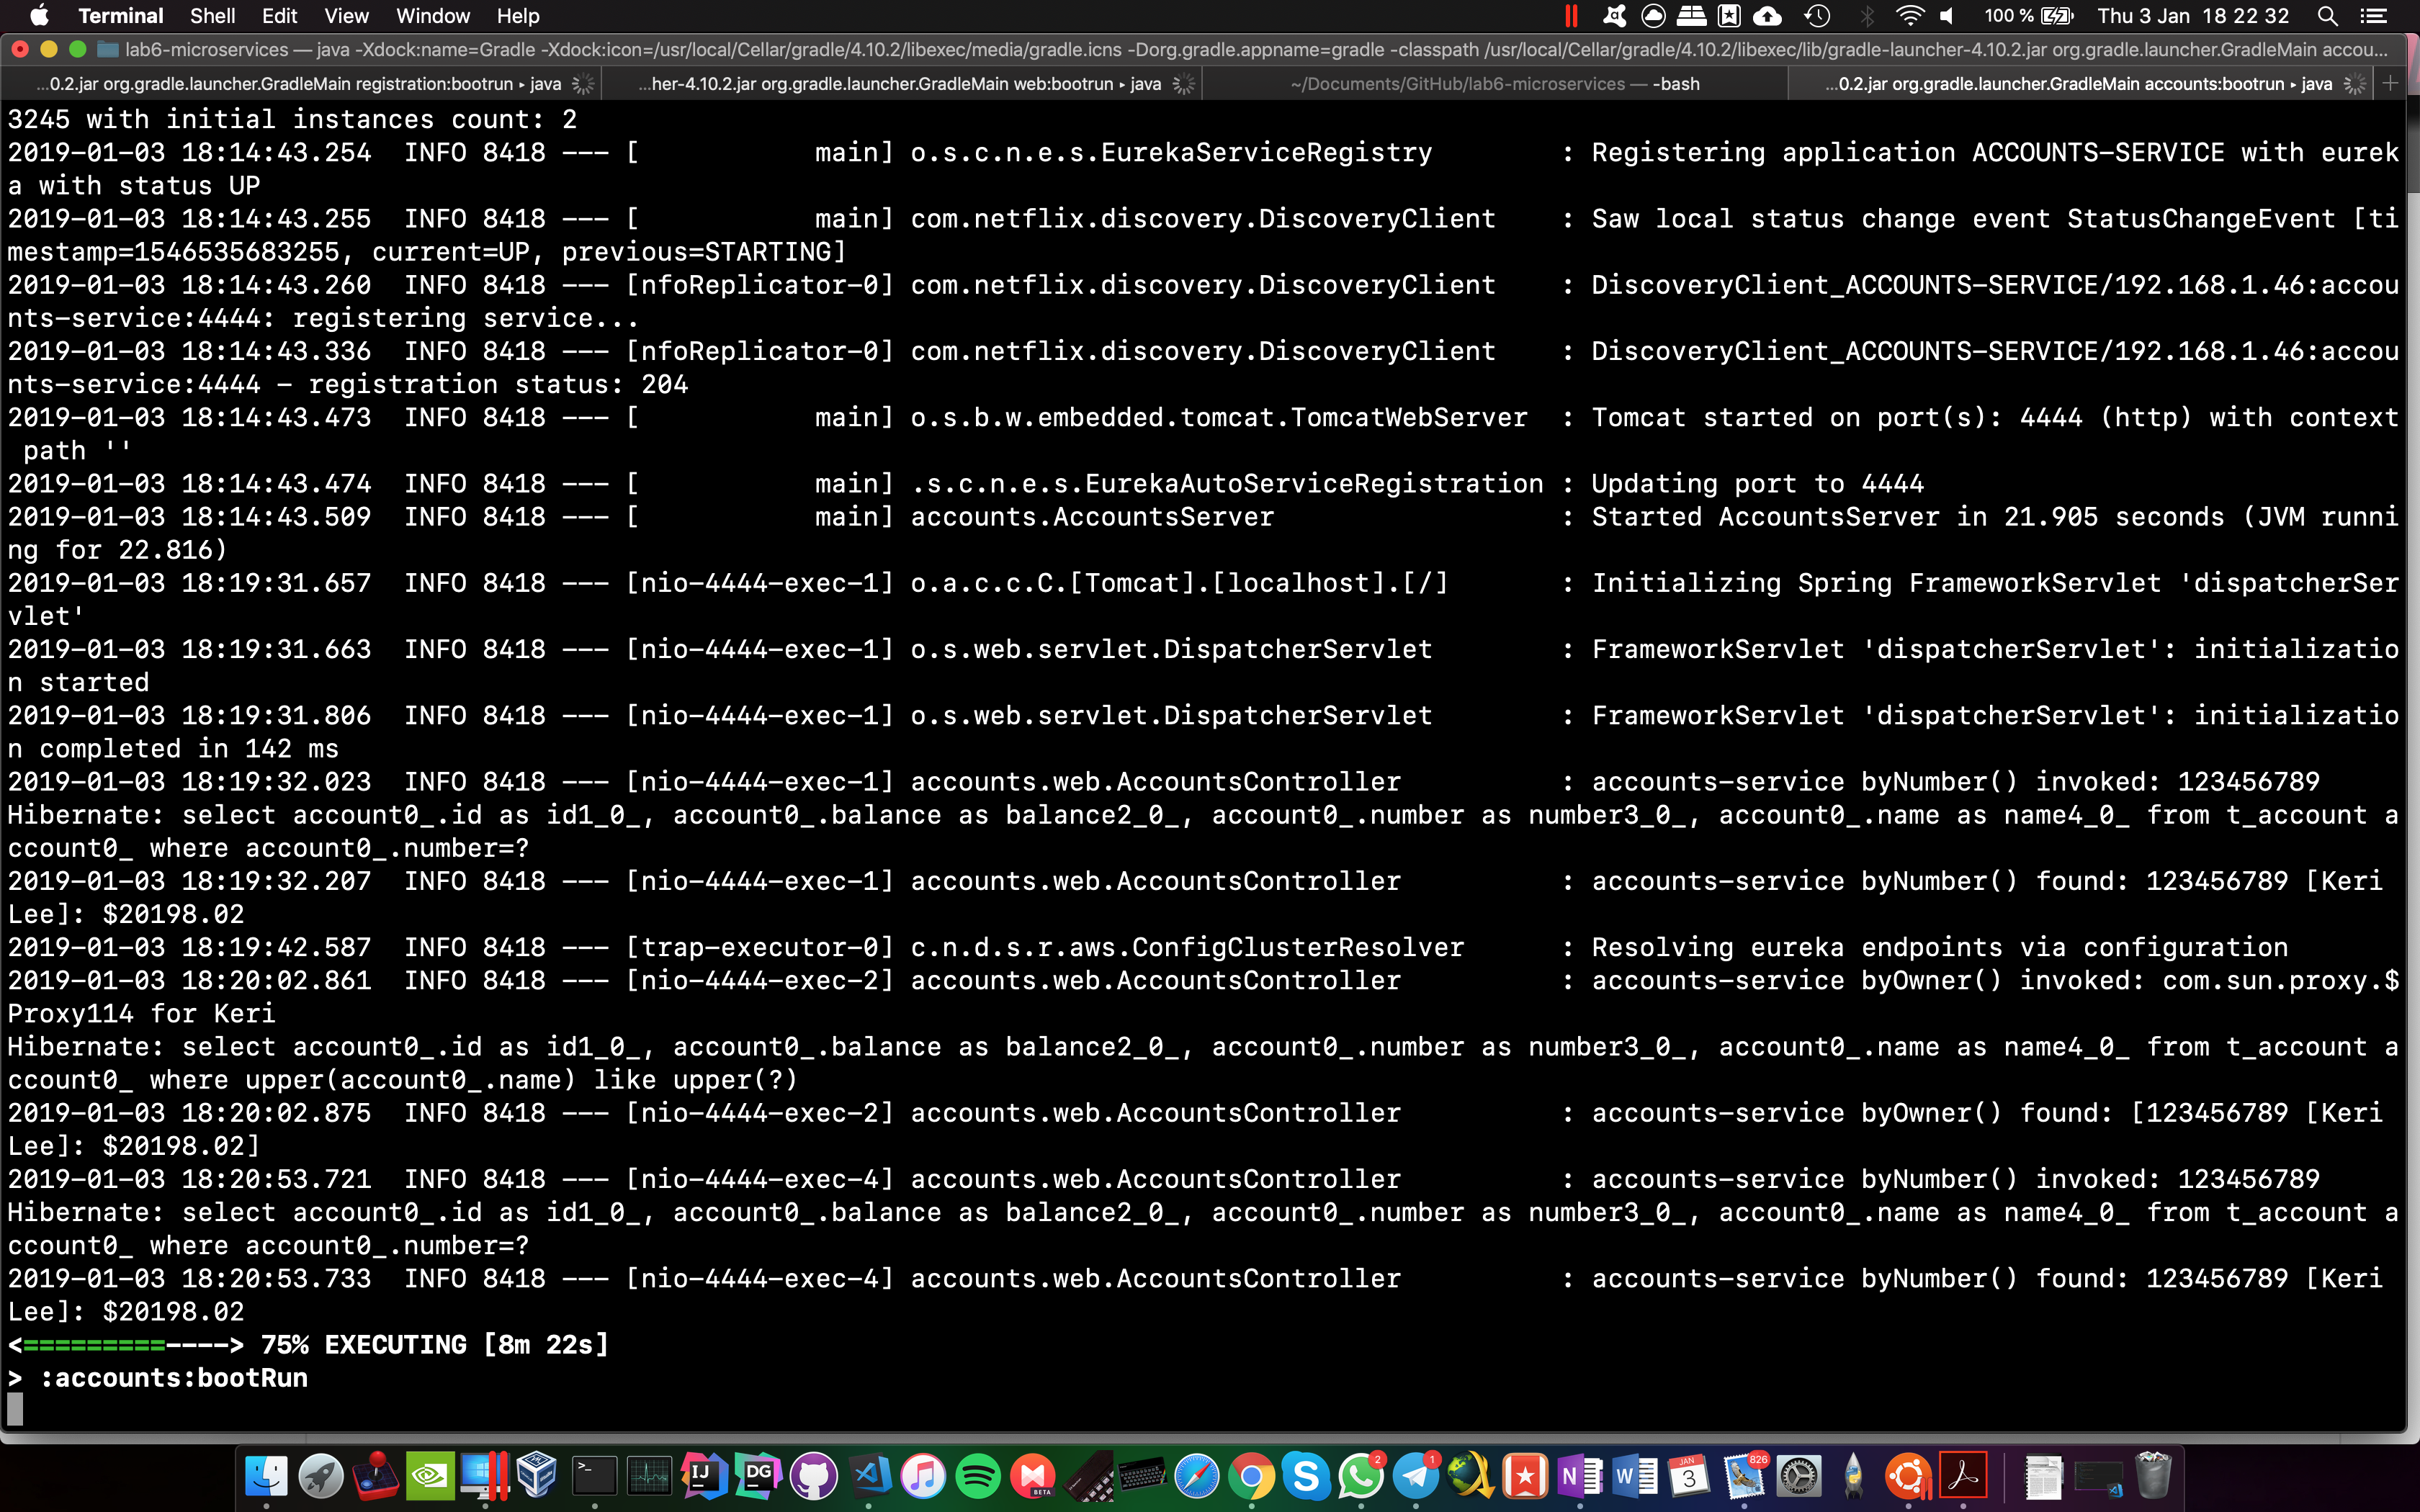 Terminal Shell Edit View Window Help 100 % Thu 3 Jan 18 22 32
lab6-microservices — java -Xdock:name=Gradle -Xdock:icon=/usr/local/Cellar/gradle/4.10.2/libexec/media/gradle.icns -Dorg.gradle.appname=gradle -classpath /usr/local/Cellar/gradle/4.10.2/libexec/lib/gradle-launcher-4.10.2.jar org.gradle.launcher.GradleMain accou...
...0.2.jar org.gradle.launcher.GradleMain registration:bootrun ▸ java ...her-4.10.2.jar org.gradle.launcher.GradleMain web:bootrun ▸ java ~/Documents/GitHub/lab6-microservices — -bash ...0.2.jar org.gradle.launcher.GradleMain accounts:bootrun ▸ java +
3245 with initial instances count: 2
2019-01-03 18:14:43.254  INFO 8418 --- [           main] o.s.c.n.e.s.EurekaServiceRegistry        : Registering application ACCOUNTS-SERVICE with eurek
a with status UP
2019-01-03 18:14:43.255  INFO 8418 --- [           main] com.netflix.discovery.DiscoveryClient    : Saw local status change event StatusChangeEvent [ti
mestamp=1546535683255, current=UP, previous=STARTING]
2019-01-03 18:14:43.260  INFO 8418 --- [nfoReplicator-0] com.netflix.discovery.DiscoveryClient    : DiscoveryClient_ACCOUNTS-SERVICE/192.168.1.46:accou
nts-service:4444: registering service...
2019-01-03 18:14:43.336  INFO 8418 --- [nfoReplicator-0] com.netflix.discovery.DiscoveryClient    : DiscoveryClient_ACCOUNTS-SERVICE/192.168.1.46:accou
nts-service:4444 - registration status: 204
2019-01-03 18:14:43.473  INFO 8418 --- [           main] o.s.b.w.embedded.tomcat.TomcatWebServer  : Tomcat started on port(s): 4444 (http) with context
 path ''
2019-01-03 18:14:43.474  INFO 8418 --- [           main] .s.c.n.e.s.EurekaAutoServiceRegistration : Updating port to 4444
2019-01-03 18:14:43.509  INFO 8418 --- [           main] accounts.AccountsServer                  : Started AccountsServer in 21.905 seconds (JVM runni
ng for 22.816)
2019-01-03 18:19:31.657  INFO 8418 --- [nio-4444-exec-1] o.a.c.c.C.[Tomcat].[localhost].[/]       : Initializing Spring FrameworkServlet 'dispatcherSer
vlet'
2019-01-03 18:19:31.663  INFO 8418 --- [nio-4444-exec-1] o.s.web.servlet.DispatcherServlet        : FrameworkServlet 'dispatcherServlet': initializatio
n started
2019-01-03 18:19:31.806  INFO 8418 --- [nio-4444-exec-1] o.s.web.servlet.DispatcherServlet        : FrameworkServlet 'dispatcherServlet': initializatio
n completed in 142 ms
2019-01-03 18:19:32.023  INFO 8418 --- [nio-4444-exec-1] accounts.web.AccountsController          : accounts-service byNumber() invoked: 123456789
Hibernate: select account0_.id as id1_0_, account0_.balance as balance2_0_, account0_.number as number3_0_, account0_.name as name4_0_ from t_account a
ccount0_ where account0_.number=?
2019-01-03 18:19:32.207  INFO 8418 --- [nio-4444-exec-1] accounts.web.AccountsController          : accounts-service byNumber() found: 123456789 [Keri
Lee]: $20198.02
2019-01-03 18:19:42.587  INFO 8418 --- [trap-executor-0] c.n.d.s.r.aws.ConfigClusterResolver      : Resolving eureka endpoints via configuration
2019-01-03 18:20:02.861  INFO 8418 --- [nio-4444-exec-2] accounts.web.AccountsController          : accounts-service byOwner() invoked: com.sun.proxy.$
Proxy114 for Keri
Hibernate: select account0_.id as id1_0_, account0_.balance as balance2_0_, account0_.number as number3_0_, account0_.name as name4_0_ from t_account a
ccount0_ where upper(account0_.name) like upper(?)
2019-01-03 18:20:02.875  INFO 8418 --- [nio-4444-exec-2] accounts.web.AccountsController          : accounts-service byOwner() found: [123456789 [Keri
Lee]: $20198.02]
2019-01-03 18:20:53.721  INFO 8418 --- [nio-4444-exec-4] accounts.web.AccountsController          : accounts-service byNumber() invoked: 123456789
Hibernate: select account0_.id as id1_0_, account0_.balance as balance2_0_, account0_.number as number3_0_, account0_.name as name4_0_ from t_account a
ccount0_ where account0_.number=?
2019-01-03 18:20:53.733  INFO 8418 --- [nio-4444-exec-4] accounts.web.AccountsController          : accounts-service byNumber() found: 123456789 [Keri
Lee]: $20198.02
<=========----> 75% EXECUTING [8m 22s]
> :accounts:bootRun
>_ IJ DG BETA S 2 1 N W JAN 3 826